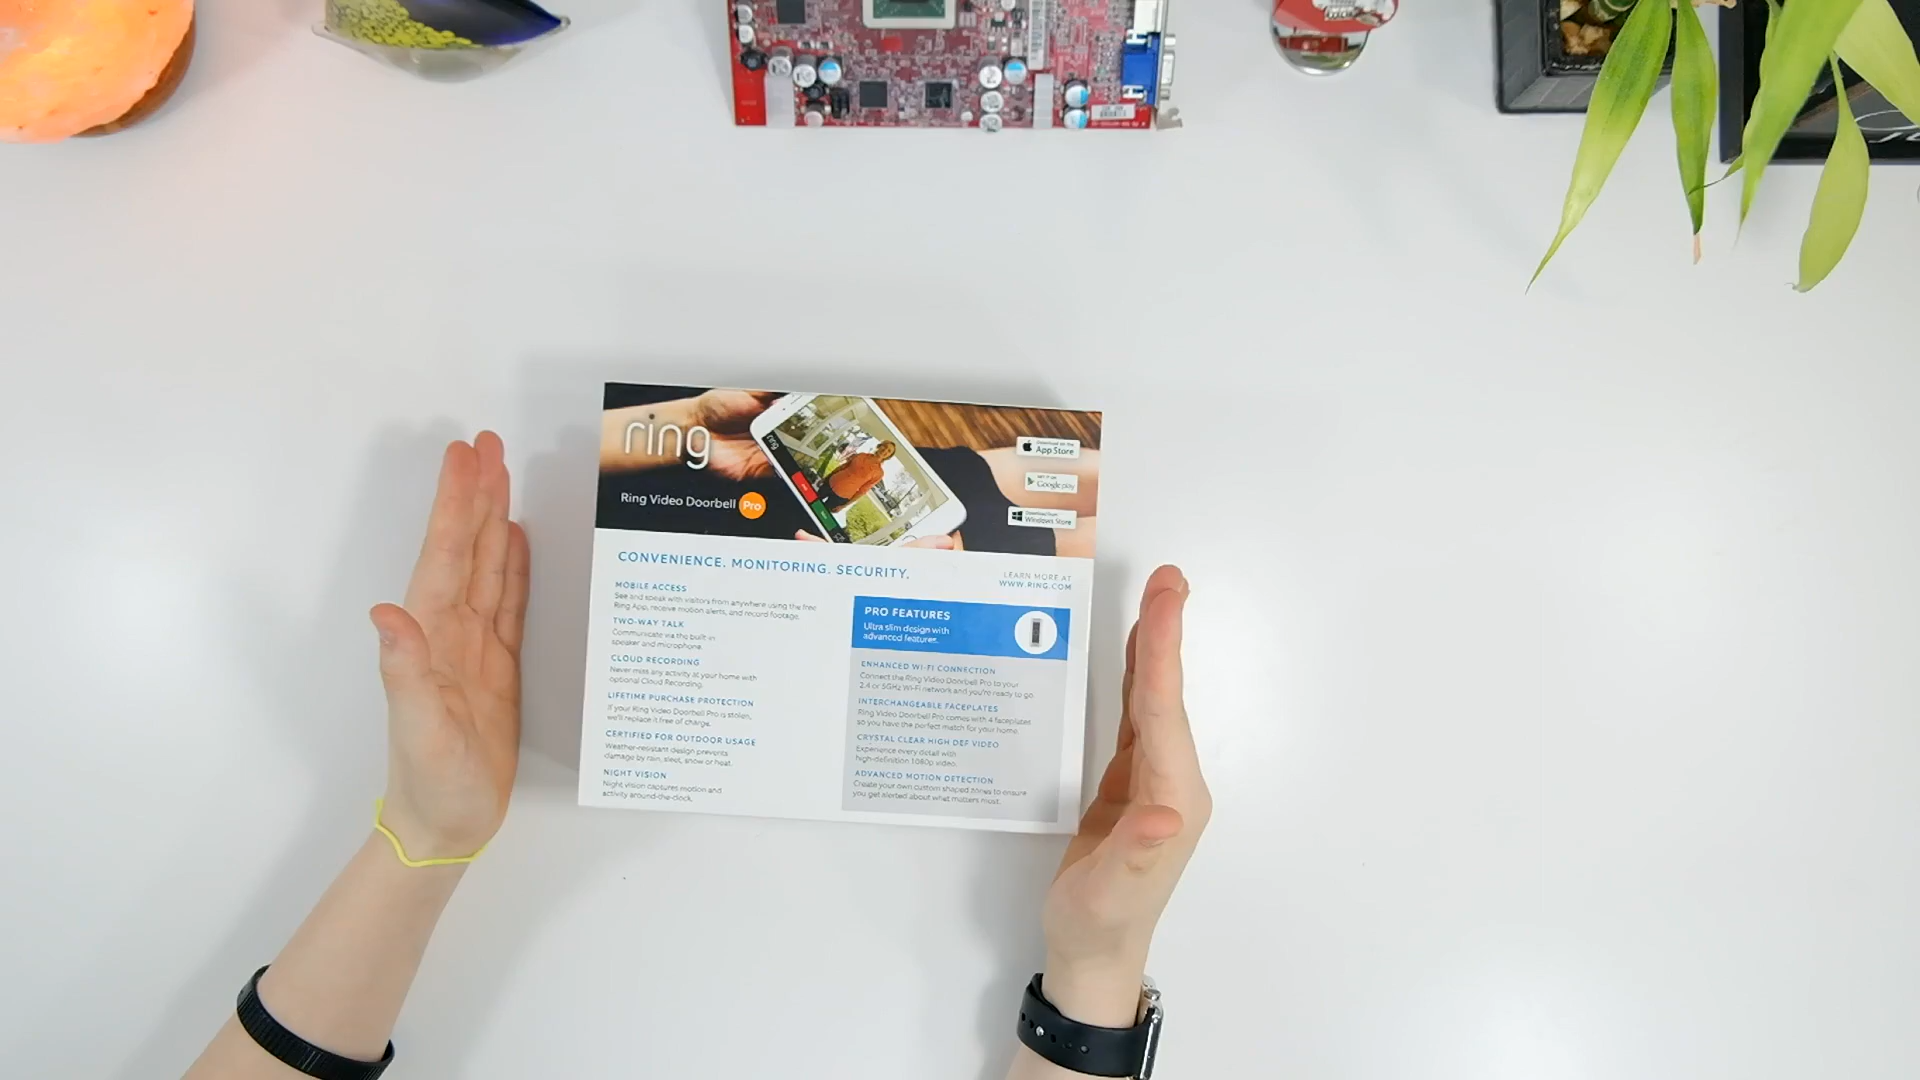 ring
Ring Video Doorbell Pro
Download on the
App Store
GET IT ON
Google play
Download from
Windows Store
CONVENIENCE. MONITORING. SECURITY.
LEARN MORE AT
WWW.RING.COM
MOBILE ACCESS
See and speak with visitors from anywhere using the free
Ring App, receive motion alerts, and record footage.
TWO-WAY TALK
Communicate via the built-in
speaker and microphone.
CLOUD RECORDING
Never miss any activity at your home with
optional Cloud Recording.
LIFETIME PURCHASE PROTECTION
If your Ring Video Doorbell Pro is stolen,
we'll replace it free of charge.
CERTIFIED FOR OUTDOOR USAGE
Weather-resistant design prevents
damage by rain, sleet, snow or heat.
NIGHT VISION
Night vision captures motion and
activity around-the-clock.
PRO FEATURES
Ultra slim design with
advanced features.
ENHANCED WI-FI CONNECTION
Connect the Ring Video Doorbell Pro to your
2.4 or 5GHz Wi-Fi network and you're ready to go.
INTERCHANGEABLE FACEPLATES
Ring Video Doorbell Pro comes with 4 faceplates
so you have the perfect match for your home.
CRYSTAL CLEAR HIGH DEF VIDEO
Experience every detail with
high-definition 1080p video.
ADVANCED MOTION DETECTION
Create your own custom shaped zones to ensure
you get alerted about what matters most.